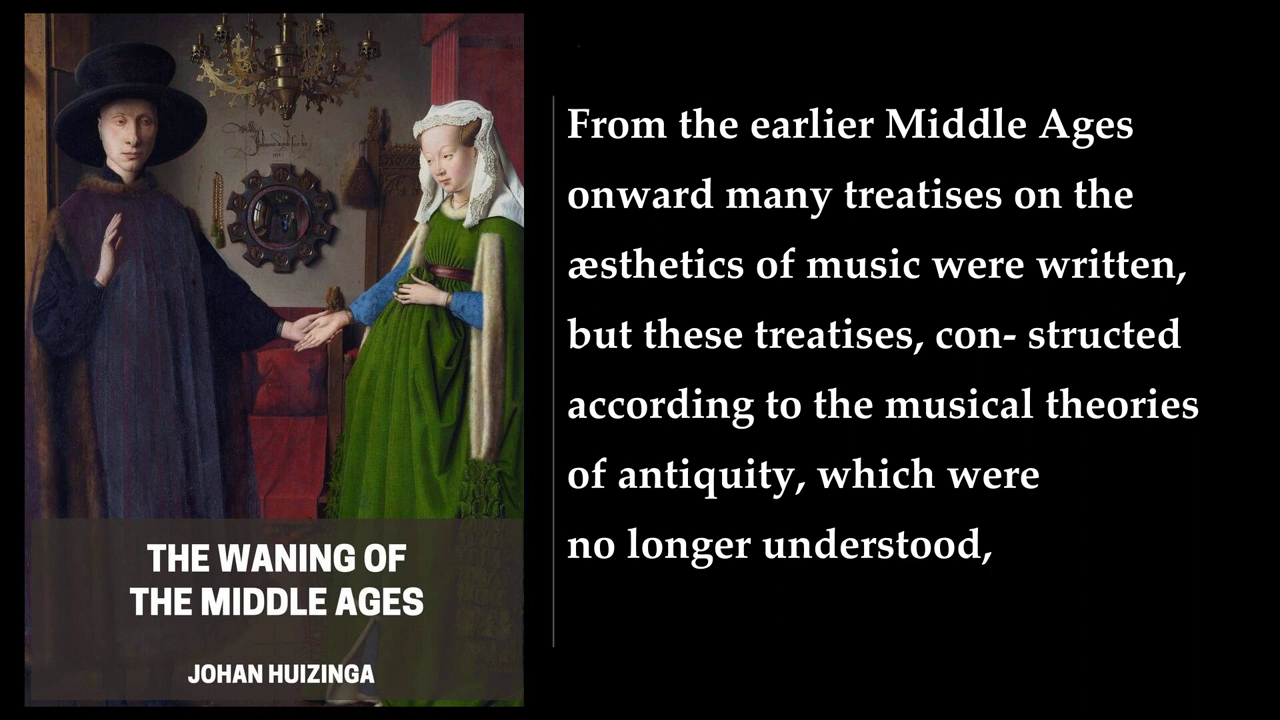 THE WANING OF
THE MIDDLE AGES
JOHAN HUIZINGA
From the earlier Middle Ages
onward many treatises on the
æsthetics of music were written,
but these treatises, con- structed
according to the musical theories
of antiquity, which were
no longer understood,